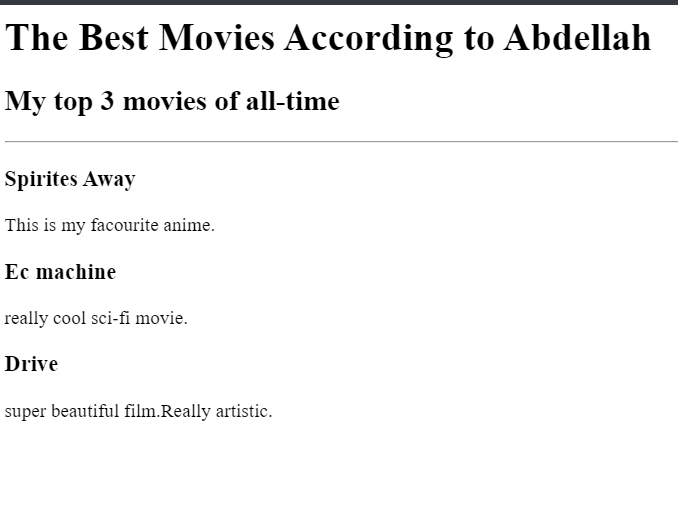 The Best Movies According to Abdellah
My top 3 movies of all-time
Spirites Away
This is my facourite anime.
Ec machine
really cool sci-fi movie.
Drive
super beautiful film.Really artistic.